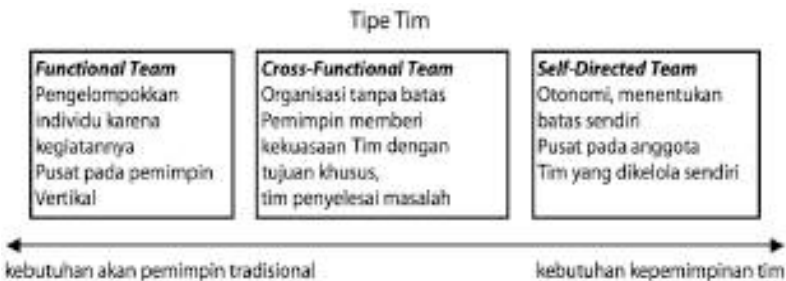 Tipe Tim
Functional Team
Pengelompokkan
individu karena
kegiatannya
Pusat pada pemimpin
Vertikal
Cross-Functional Team
Organisasi tanpa batas
Pemimpin memberi
kekuasaan Tim dengan
tujuan khusus,
tim penyelesai masalah
Self-Directed Team
Otonomi, menentukan
batas sendiri
Pusat pada anggota
Tim yang dikelola sendiri
kebutuhan akan pemimpin tradisional
kebutuhan kepemimpinan tim